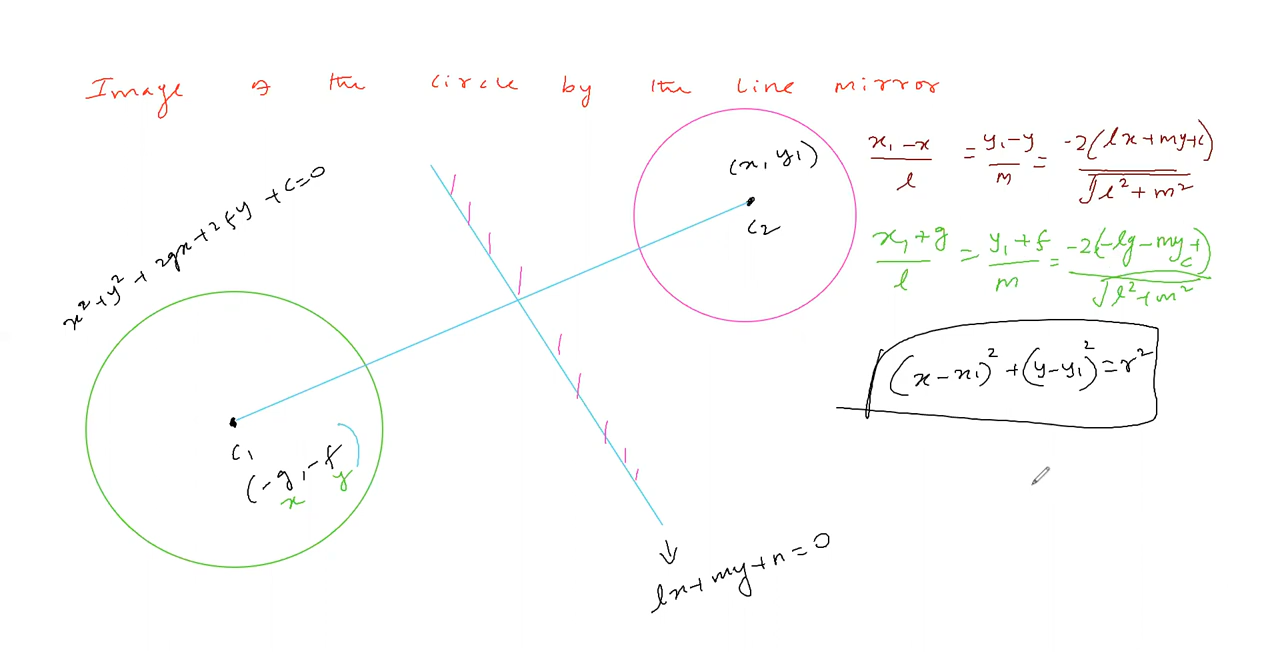 Image of the circle by the line mirror
x²+y²+2gx+2fy+c=0
C₁
(-g,-f)
x y
(x₁ y₁)
C₂
lx+my+n=0
(x₁-x)/l = (y₁-y)/m = -2(lx+my+c)/√(l²+m²)
(x₁+g)/l = (y₁+f)/m = -2(-lg-my+c)/√(l²+m²)
(x-x₁)²+(y-y₁)²=r²